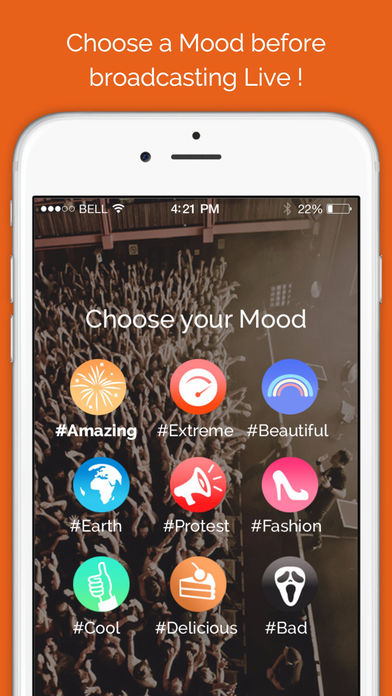 Choose a Mood before
broadcasting Live !
BELL 4:21 PM 22%
Choose your Mood
#Amazing #Extreme #Beautiful
#Earth #Protest #Fashion
#Cool #Delicious #Bad